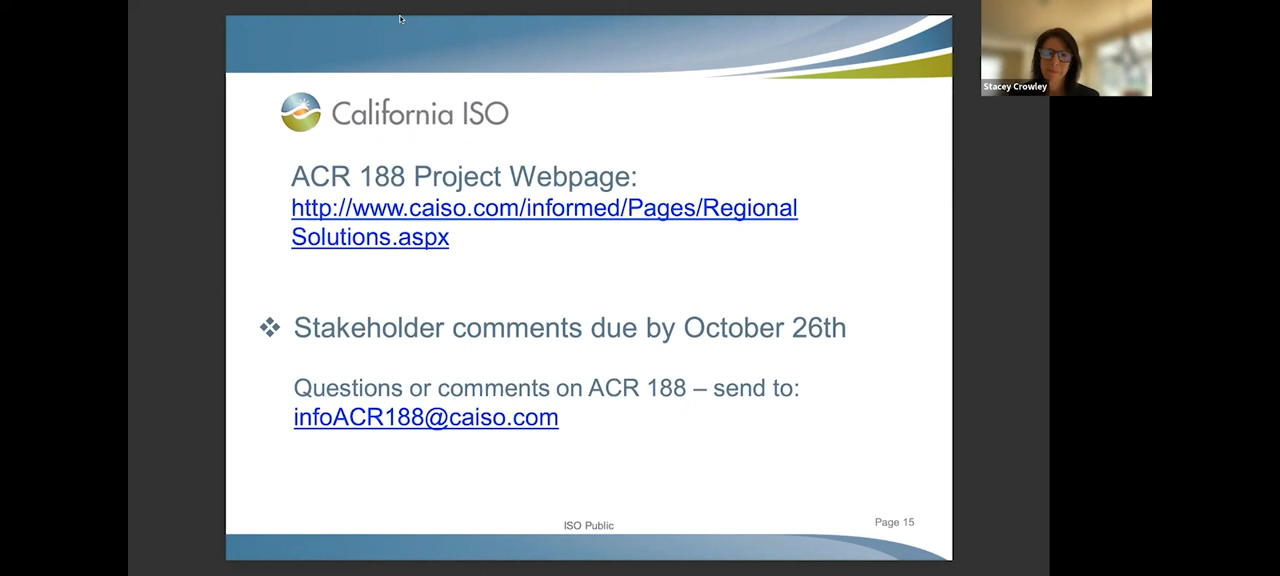 Stacey Crowley
California ISO
ACR 188 Project Webpage:
http://www.caiso.com/informed/Pages/Regional
Solutions.aspx
❖ Stakeholder comments due by October 26th
Questions or comments on ACR 188 – send to:
infoACR188@caiso.com
ISO Public
Page 15